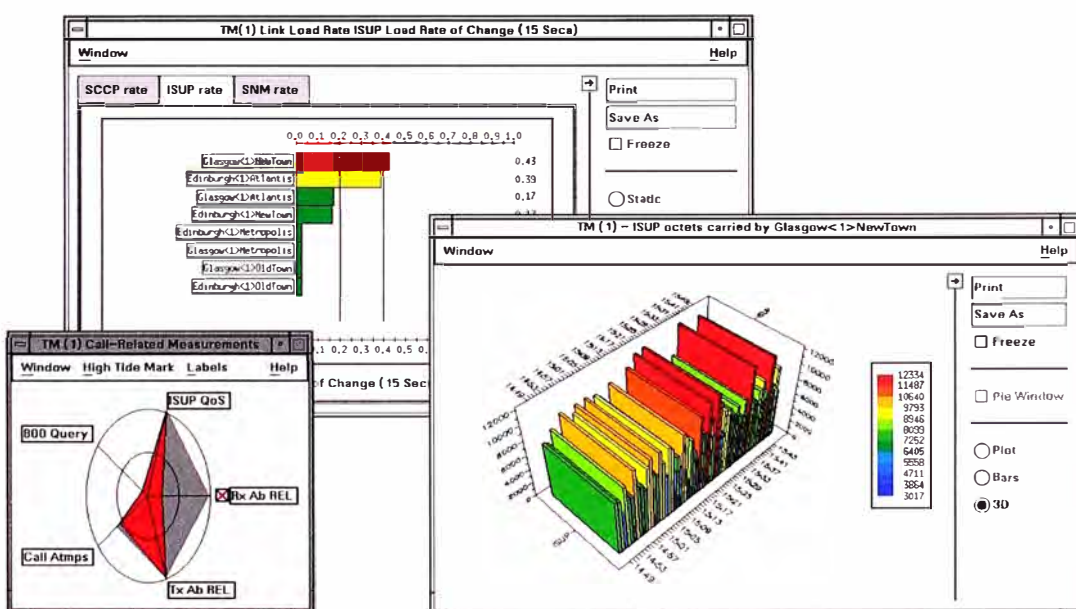 TM(1) Link Load Rate ISUP Load Rate of Change (15 Secs)
Window Help
SCCP rate ISUP rate SNM rate
Print
Save As
Freeze
Static
0.0 0.1 0.2 0.3 0.4 0.5 0.6 0.7 0.8 0.9 1.0
Glasgow<1>NewTown 0.43
Edinburgh<1>Atlantis 0.39
Glasgow<1>Atlantis 0.17
Edinburgh<1>NewTown
Edinburgh<1>Metropolis
Glasgow<1>Metropolis
Glasgow<1>OldTown
Edinburgh<1>OldTown
of Change (15 Sec
TM (1) - ISUP octets carried by Glasgow<1>NewTown
Window Help
Print
Save As
Freeze
Pie Window
Plot
Bars
3D
12334
11487
10640
9793
8946
8099
7252
6405
5558
4711
3864
3017
12000
10000
8000
6000
4000
2000
0
ISUP
TM (1) Call-Related Measurements
Window High Tide Mark Labels Help
ISUP QoS
800 Query
Rx Ab REL
Call Atmps
Tx Ab REL